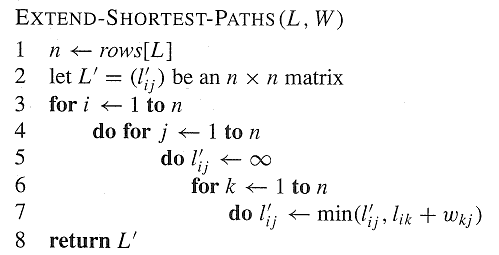 EXTEND-SHORTEST-PATHS(L, W)
1 n ← rows[L]
2 let L′ = (l′ij) be an n × n matrix
3 for i ← 1 to n
4 do for j ← 1 to n
5 do l′ij ← ∞
6 for k ← 1 to n
7 do l′ij ← min(l′ij, lik + wkj)
8 return L′